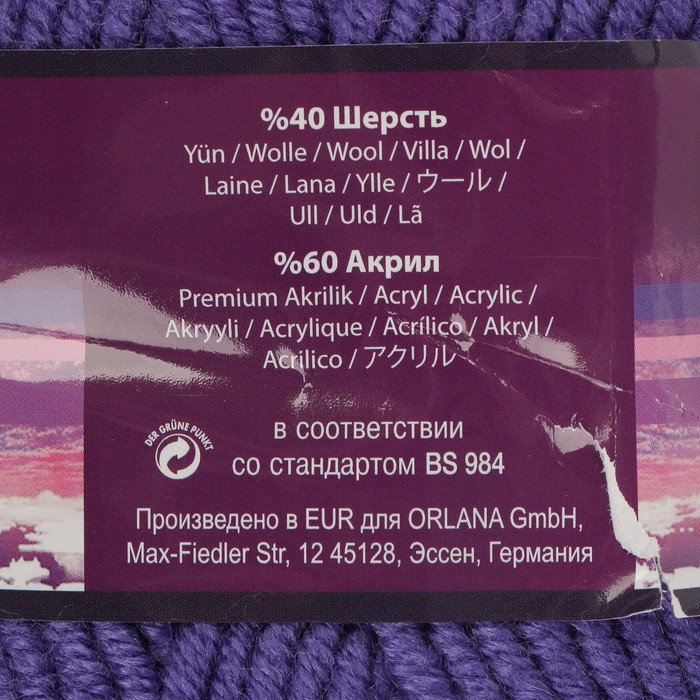 %40 Шерсть
Yün / Wolle / Wool / Villa / Wol /
Laine / Lana / Ylle / ウール /
Ull / Uld / Lã
%60 Акрил
Premium Akrilik / Acryl / Acrylic /
Akryyli / Acrylique / Acrílico / Akryl /
Acrilico / アクリル
DER GRÜNE PUNKT
в соответствии
со стандартом BS 984
Произведено в EUR для ORLANA GmbH,
Max-Fiedler Str, 12 45128, Эссен, Германия